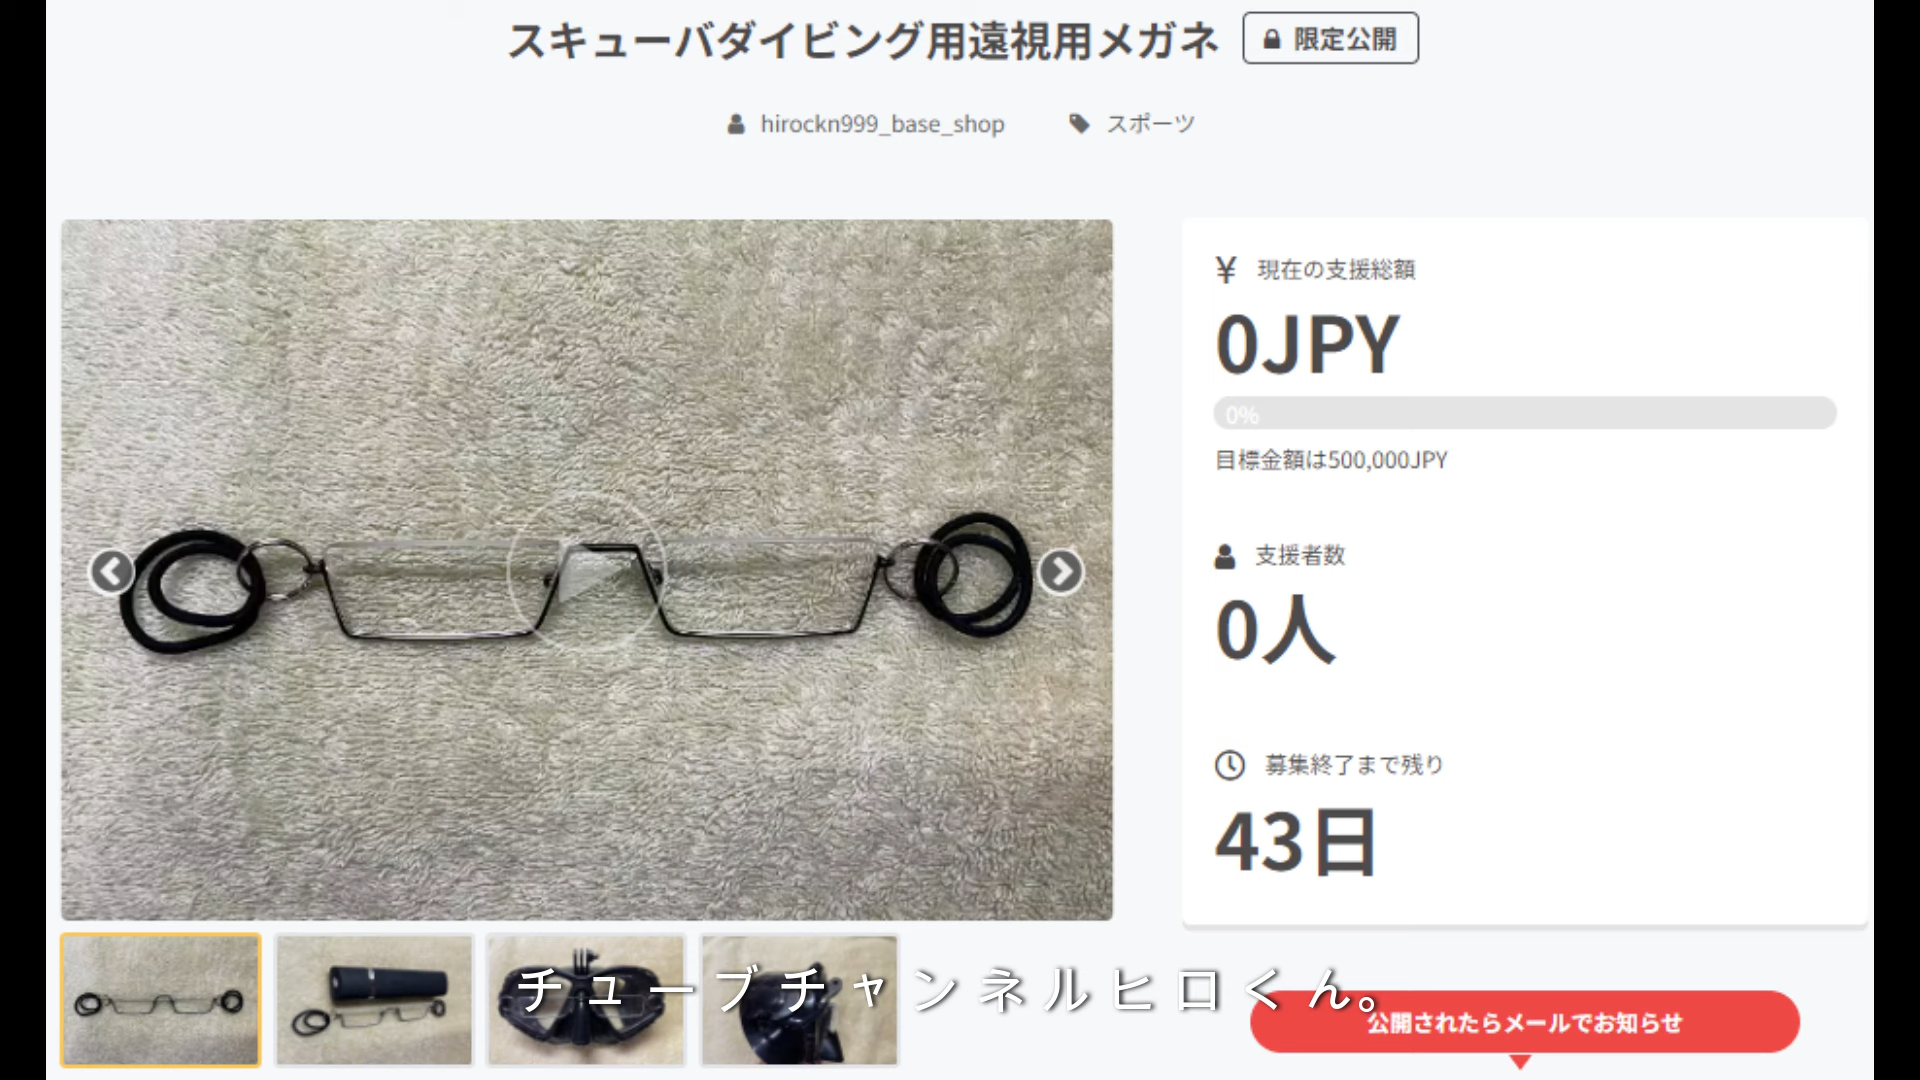 スキューバダイビング用遠視用メガネ
限定公開
hirockn999_base_shop
スポーツ
¥ 現在の支援総額
0JPY
0%
目標金額は500,000JPY
支援者数
0人
募集終了まで残り
43日
チューブチャンネルヒロくん。
公開されたらメールでお知らせ